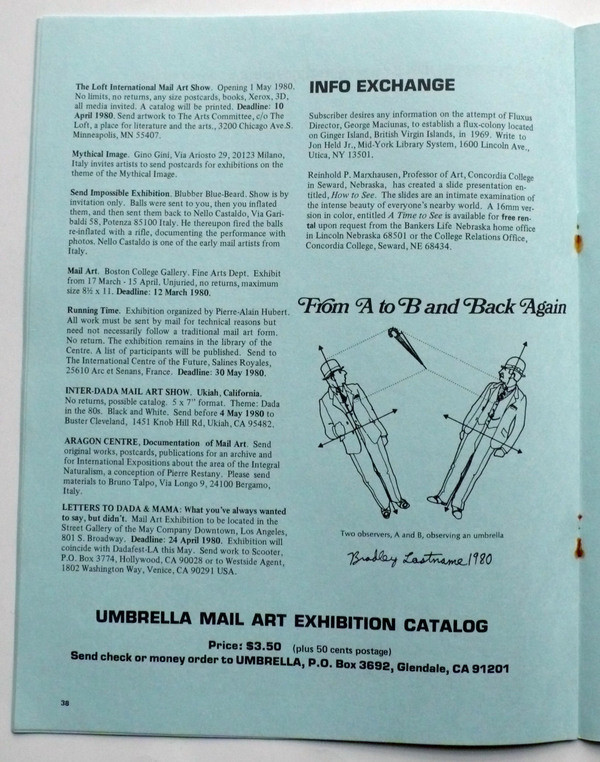 The Loft International Mail Art Show. Opening 1 May 1980.
No limits, no returns, any size postcards, books, Xerox, 3D,
all media invited. A catalog will be printed. Deadline: 10
April 1980. Send artwork to The Arts Committee, c/o The
Loft, a place for literature and the arts., 3200 Chicago Ave S.
Minneapolis, MN 55407.
Mythical Image. Gino Gini, Via Ariosto 29, 20123 Milano,
Italy invites artists to send postcards for exhibitions on the
theme of the Mythical Image.
Send Impossible Exhibition. Blubber Blue-Beard. Show is by
invitation only. Balls were sent to you, then you inflated
them, and then sent them back to Nello Castaldo, Via Gari-
baldi 58, Potenza 85100 Italy. He thereupon fired the balls
re-inflated with a rifle, documenting the performance with
photos. Nello Castaldo is one of the early mail artists from
Italy.
Mail Art. Boston College Gallery. Fine Arts Dept. Exhibit
from 17 March - 15 April. Unjuried, no returns, maximum
size 8½ x 11. Deadline: 12 March 1980.
Running Time. Exhibition organized by Pierre-Alain Hubert.
All work must be sent by mail for technical reasons but
need not necessarily follow a traditional mail art form.
No return. The exhibition remains in the library of the
Centre. A list of participants will be published. Send to
The International Centre of the Future, Salines Royales,
25610 Arc et Senans, France. Deadline: 30 May 1980.
INTER-DADA MAIL ART SHOW. Ukiah, California.
No returns, possible catalog. 5 x 7" format. Theme: Dada
in the 80s. Black and White. Send before 4 May 1980 to
Buster Cleveland, 1451 Knob Hill Rd, Ukiah, CA 95482.
ARAGON CENTRE, Documentation of Mail Art. Send
original works, postcards, publications for an archive and
for International Expositions about the area of the Integral
Naturalism, a conception of Pierre Restany. Please send
materials to Bruno Talpo, Via Longo 9, 24100 Bergamo,
Italy.
LETTERS TO DADA & MAMA: What you've always wanted
to say, but didn't. Mail Art Exhibition to be located in the
Street Gallery of the May Company Downtown, Los Angeles,
801 S. Broadway. Deadline: 24 April 1980. Exhibition will
coincide with Dadafest-LA this May. Send work to Scooter,
P.O. Box 3774, Hollywood, CA 90028 or to Westside Agent,
1802 Washington Way, Venice, CA 90291 USA.
INFO EXCHANGE
Subscriber desires any information on the attempt of Fluxus
Director, George Maciunas, to establish a flux-colony located
on Ginger Island, British Virgin Islands, in 1969. Write to
Jon Held Jr., Mid-York Library System, 1600 Lincoln Ave.,
Utica, NY 13501.
Reinhold P. Marxhausen, Professor of Art, Concordia College
in Seward, Nebraska, has created a slide presentation en-
titled, How to See. The slides are an intimate examination of
the intense beauty of everyone's nearby world. A 16mm ver-
sion in color, entitled A Time to See is available for free ren-
tal upon request from the Bankers Life Nebraska home office
in Lincoln Nebraska 68501 or the College Relations Office,
Concordia College, Seward, NE 68434.
From A to B and Back Again
Two observers, A and B, observing an umbrella
Bradley Lastname 1980
UMBRELLA MAIL ART EXHIBITION CATALOG
Price: $3.50 (plus 50 cents postage)
Send check or money order to UMBRELLA, P.O. Box 3692, Glendale, CA 91201
38